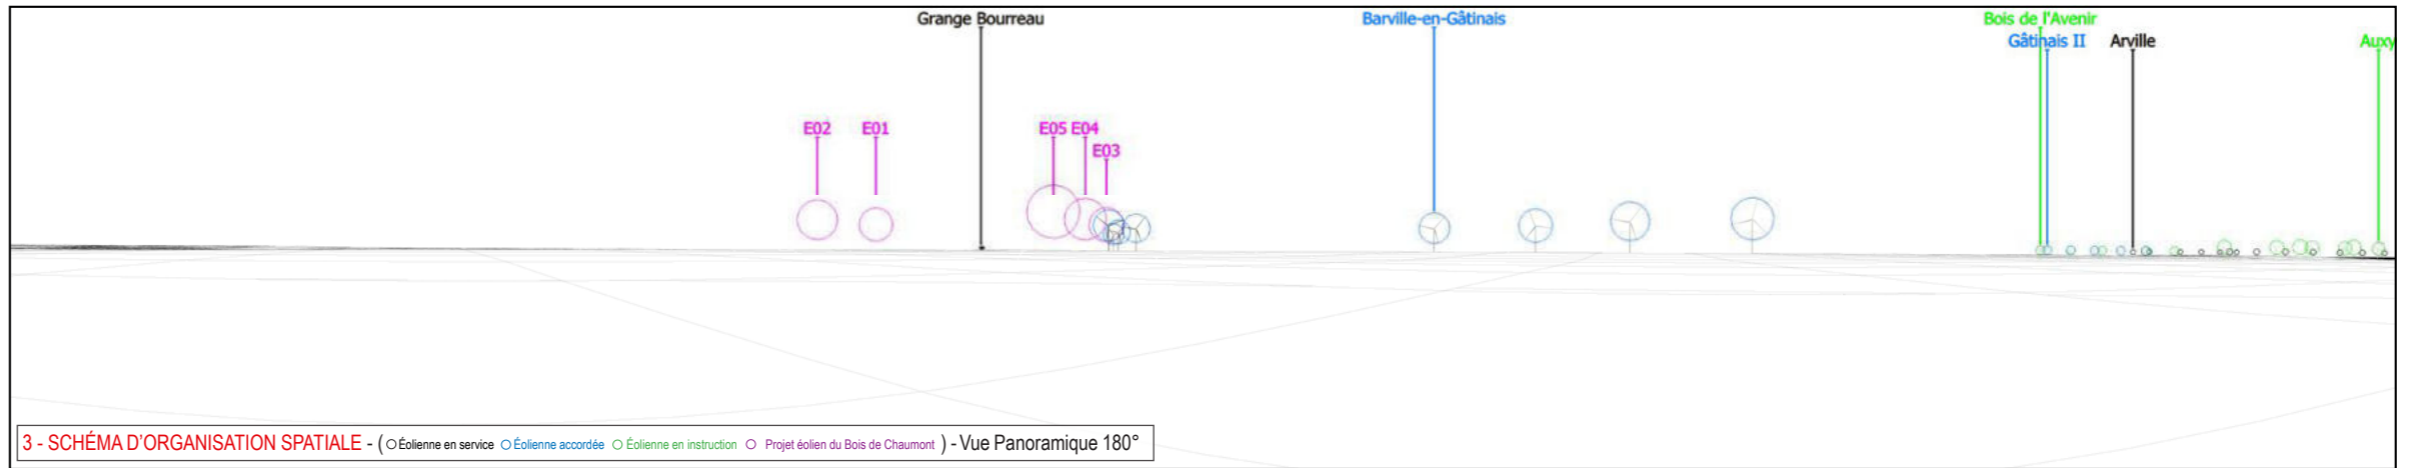 Grange Bourreau Barville-en-Gâtinais Bois de l'Avenir
Gâtinais II Arville Auxy
E02 E01 E05 E04
E03
3 - SCHÉMA D'ORGANISATION SPATIALE - ( Éolienne en service Éolienne accordée Éolienne en instruction Projet éolien du Bois de Chaumont ) - Vue Panoramique 180°